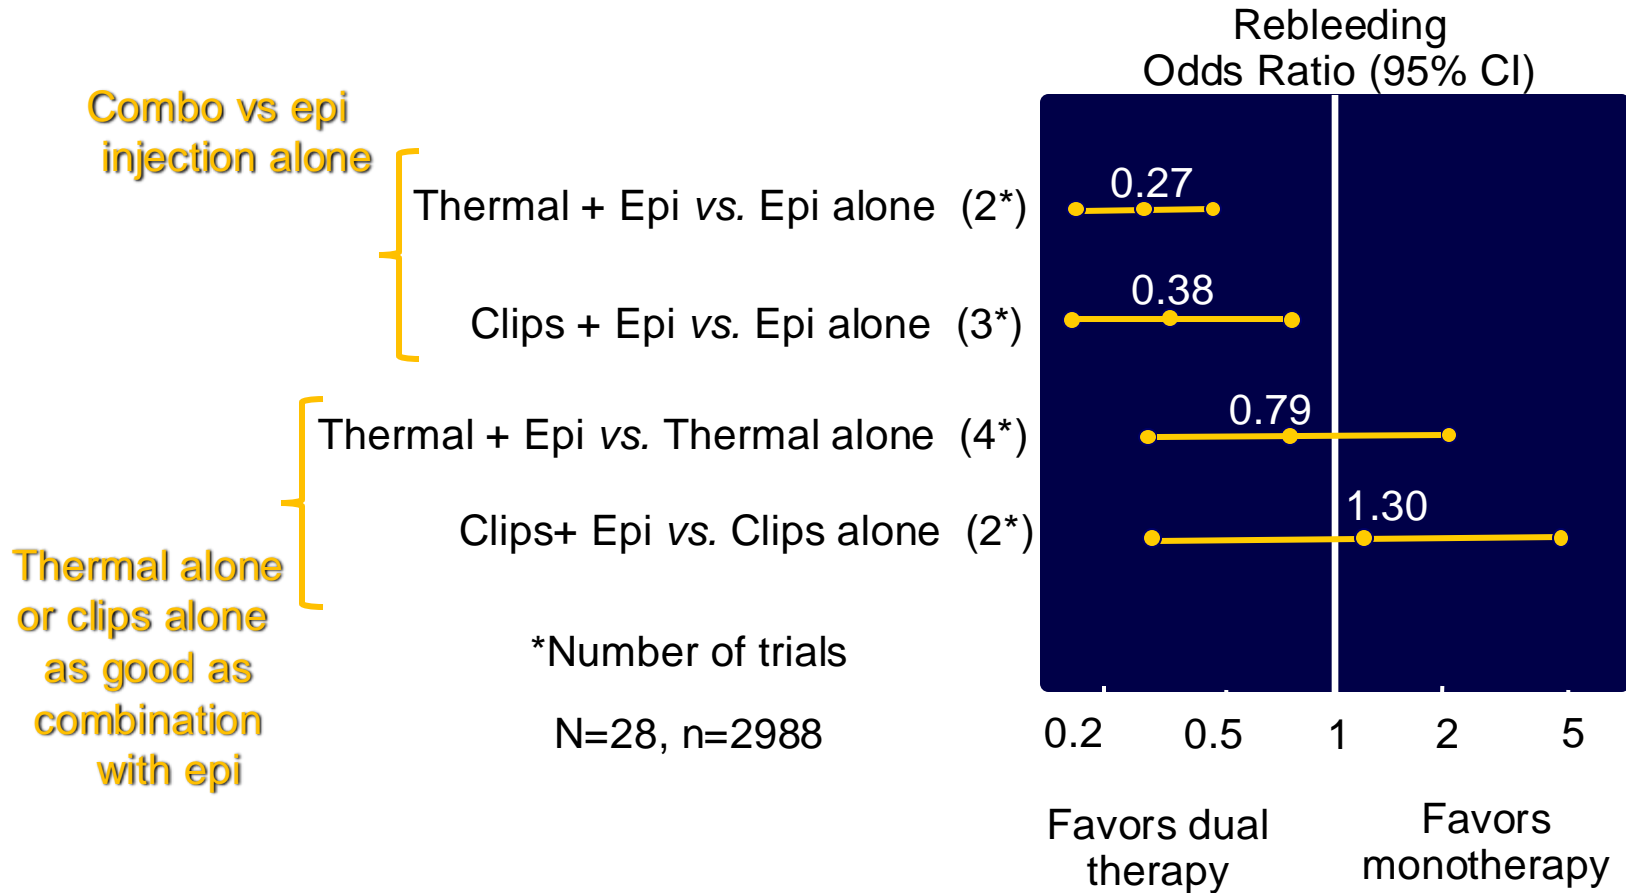 Rebleeding
Odds Ratio (95% CI)
Combo vs epi
injection alone
Thermal + Epi vs. Epi alone (2*)
0.27
Clips + Epi vs. Epi alone (3*)
0.38
Thermal + Epi vs. Thermal alone (4*)
0.79
Clips+ Epi vs. Clips alone (2*)
1.30
Thermal alone
or clips alone
as good as
combination
with epi
*Number of trials
N=28, n=2988
0.2 0.5 1 2 5
Favors dual
therapy
Favors
monotherapy